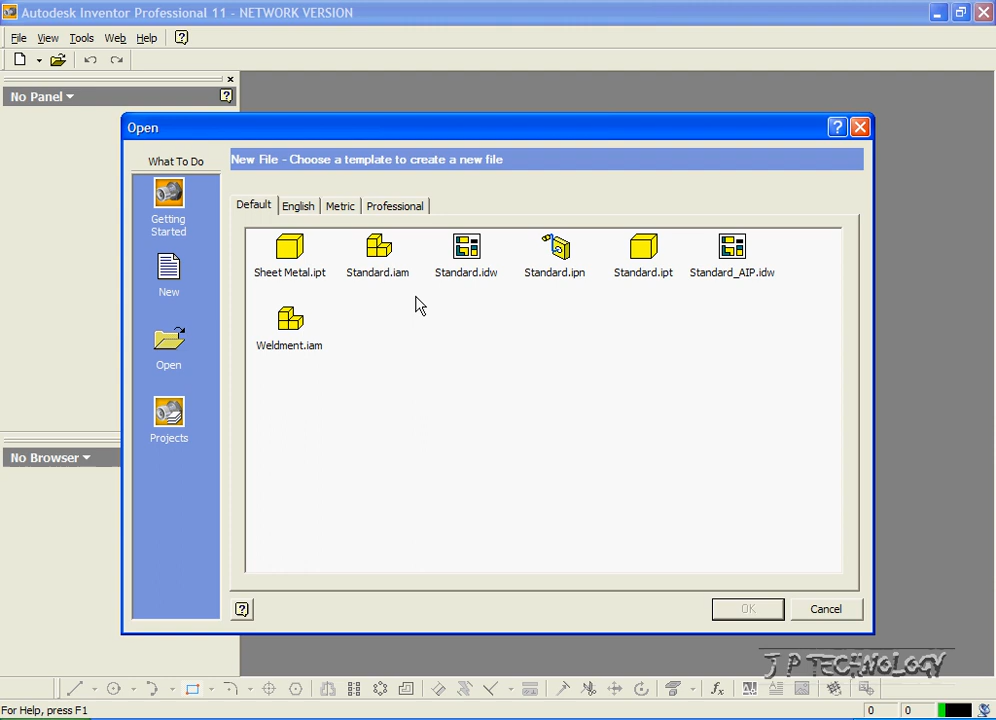 Autodesk Inventor Professional 11 - NETWORK VERSION
File View Tools Web Help
No Panel
Open
What To Do
New File - Choose a template to create a new file
Getting
Started
New
Open
Projects
Default English Metric Professional
Sheet Metal.ipt Standard.iam Standard.idw Standard.ipn Standard.ipt Standard_AIP.idw
Weldment.iam
No Browser
OK Cancel
J P TECHNOLOGY
For Help, press F1
0 0